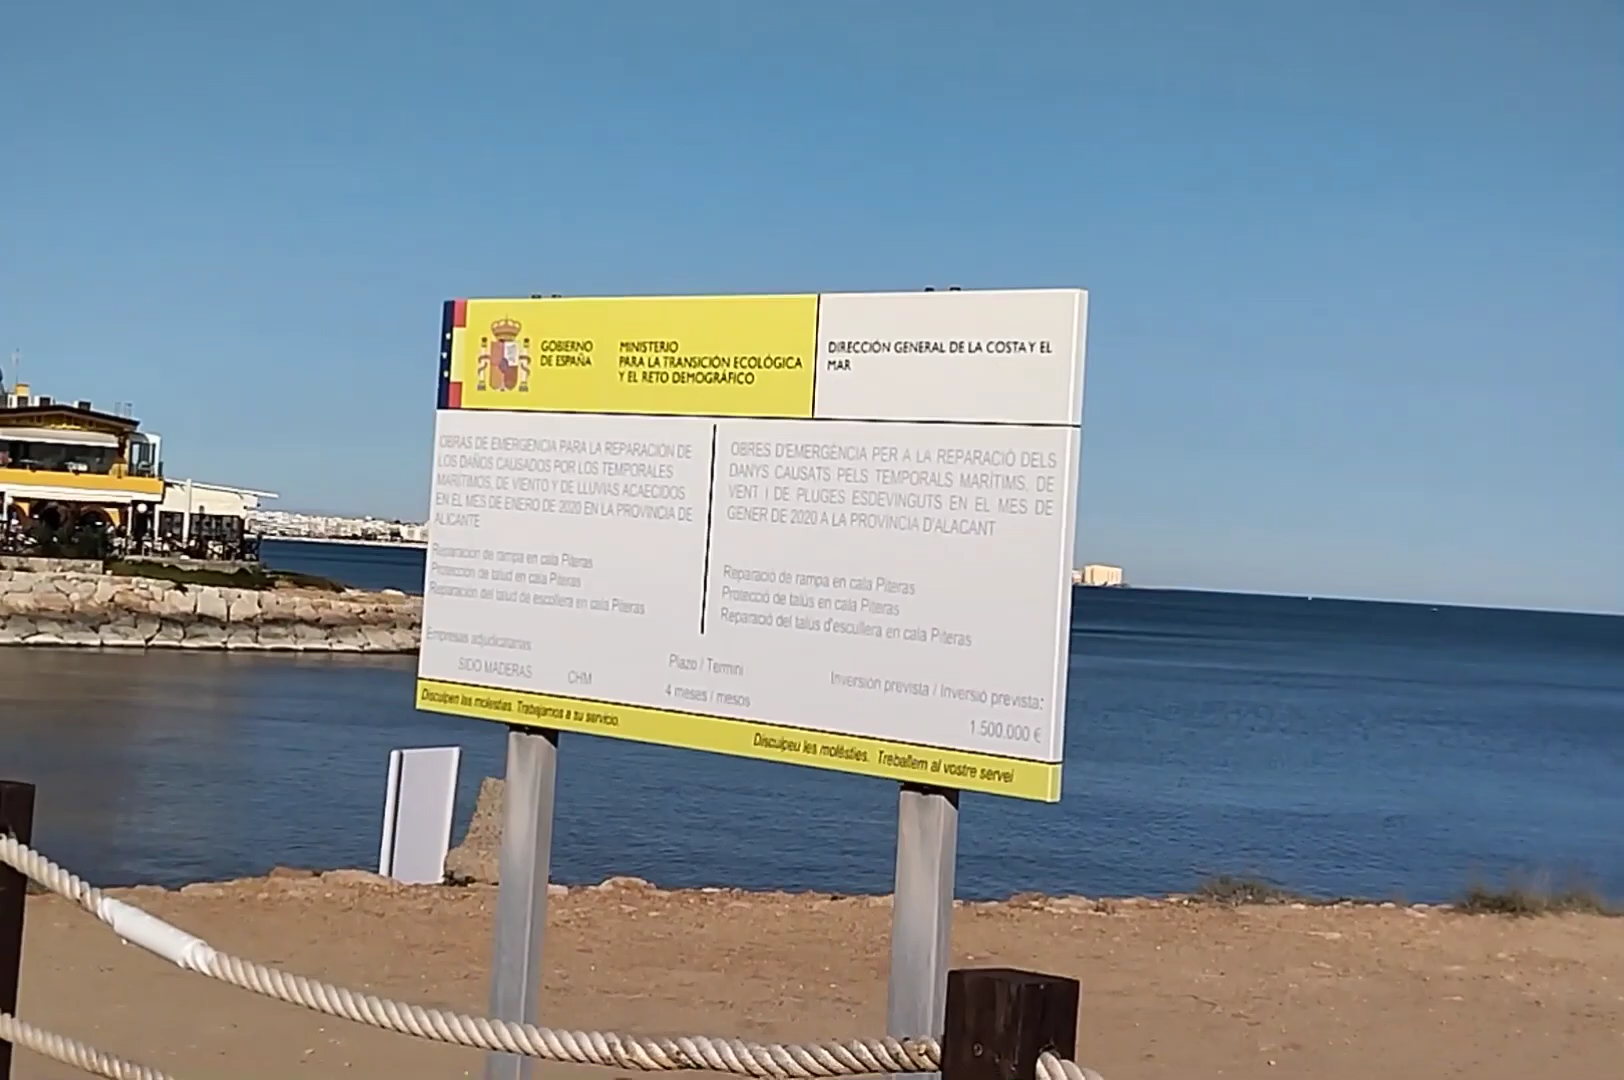 GOBIERNO
DE ESPAÑA
MINISTERIO
PARA LA TRANSICIÓN ECOLÓGICA
Y EL RETO DEMOGRÁFICO
DIRECCIÓN GENERAL DE LA COSTA Y EL
MAR
OBRAS DE EMERGENCIA PARA LA REPARACIÓN DE
LOS DAÑOS CAUSADOS POR LOS TEMPORALES
MARÍTIMOS, DE VIENTO Y DE LLUVIAS ACAECIDOS
EN EL MES DE ENERO DE 2020 EN LA PROVINCIA DE
ALICANTE
Reparación de rampa en cala Piteras
Protección de talud en cala Piteras
Reparación del talud de escollera en cala Piteras
OBRES D'EMERGÈNCIA PER A LA REPARACIÓ DELS
DANYS CAUSATS PELS TEMPORALS MARÍTIMS, DE
VENT I DE PLUGES ESDEVINGUTS EN EL MES DE
GENER DE 2020 A LA PROVÍNCIA D'ALACANT
Reparació de rampa en cala Piteras
Protecció de talús en cala Piteras
Reparació del talús d'escullera en cala Piteras
Empresas adjudicatarias
SIDO MADERAS CHM
Plazo / Termini
4 meses / mesos
Inversión prevista / Inversió prevista:
1.500.000 €
Disculpen las molestias. Trabajamos a su servicio.
Disculpeu les molèsties. Treballem al vostre servei